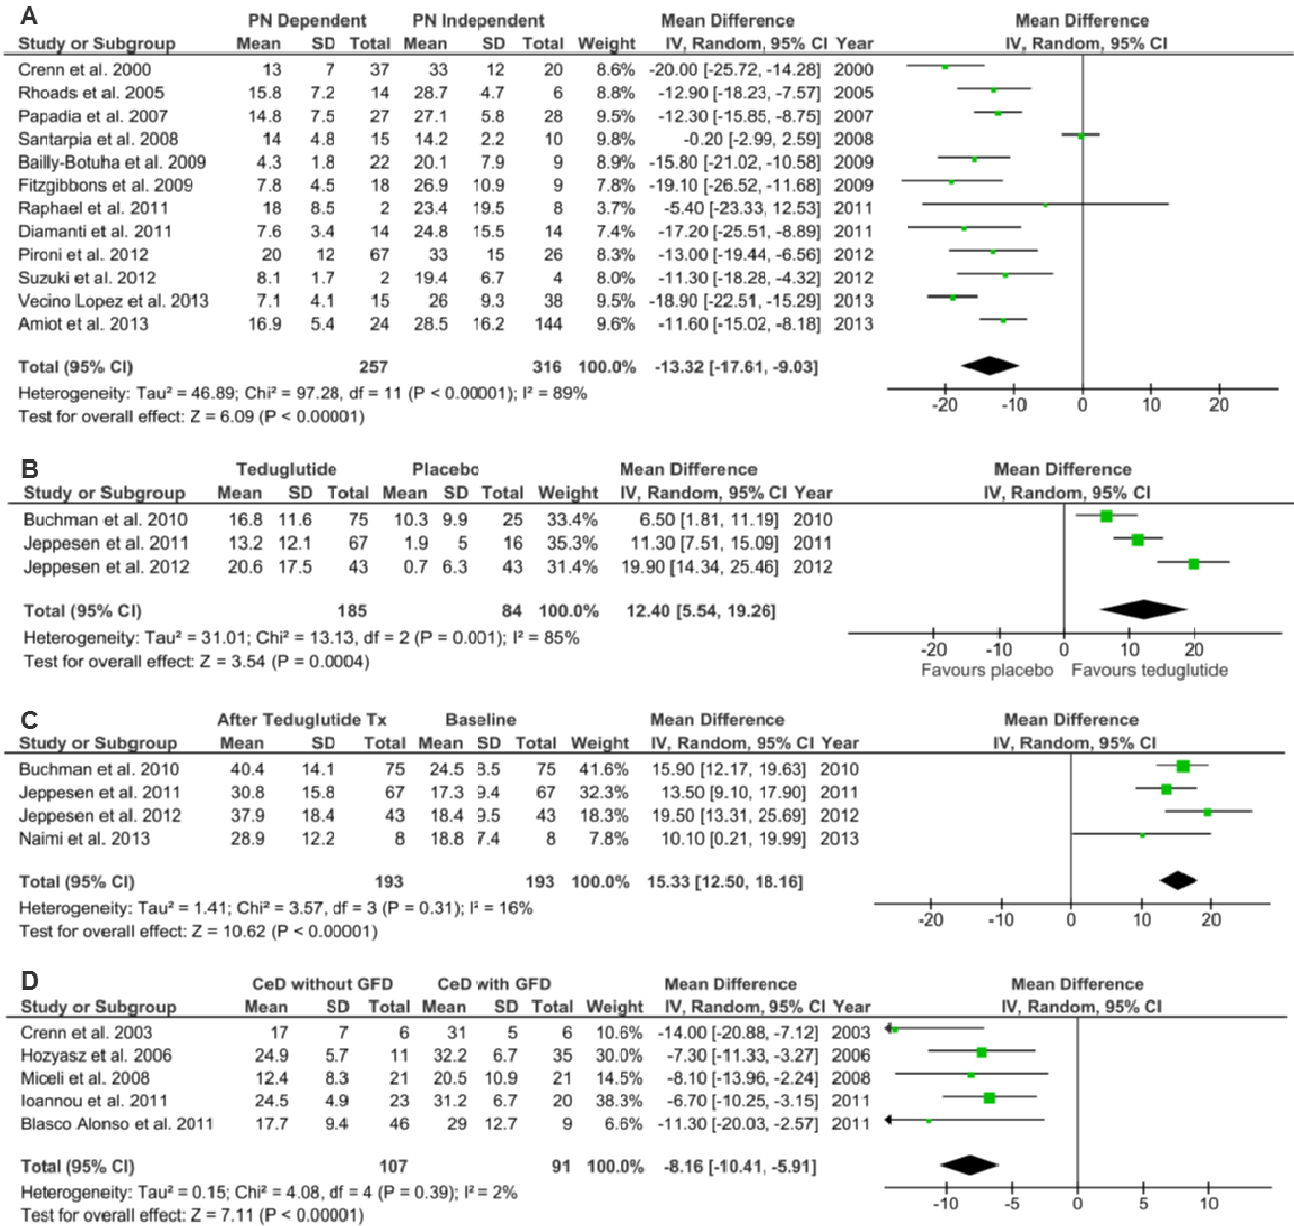 A
PN Dependent PN Independent Mean Difference Mean Difference
Study or Subgroup Mean SD Total Mean SD Total Weight IV, Random, 95% CI Year IV, Random, 95% CI
Crenn et al. 2000 13 7 37 33 12 20 8.6% -20.00 [-25.72, -14.28] 2000
Rhoads et al. 2005 15.8 7.2 14 28.7 4.7 6 8.8% -12.90 [-18.23, -7.57] 2005
Papadia et al. 2007 14.8 7.5 27 27.1 5.8 28 9.5% -12.30 [-15.85, -8.75] 2007
Santarpia et al. 2008 14 4.8 15 14.2 2.2 10 9.8% -0.20 [-2.99, 2.59] 2008
Bailly-Botuha et al. 2009 4.3 1.8 22 20.1 7.9 9 8.9% -15.80 [-21.02, -10.58] 2009
Fitzgibbons et al. 2009 7.8 4.5 18 26.9 10.9 9 7.8% -19.10 [-26.52, -11.68] 2009
Raphael et al. 2011 18 8.5 2 23.4 19.5 8 3.7% -5.40 [-23.33, 12.53] 2011
Diamanti et al. 2011 7.6 3.4 14 24.8 15.5 14 7.4% -17.20 [-25.51, -8.89] 2011
Pironi et al. 2012 20 12 67 33 15 26 8.3% -13.00 [-19.44, -6.56] 2012
Suzuki et al. 2012 8.1 1.7 2 19.4 6.7 4 8.0% -11.30 [-18.28, -4.32] 2012
Vecino Lopez et al. 2013 7.1 4.1 15 26 9.3 38 9.5% -18.90 [-22.51, -15.29] 2013
Amiot et al. 2013 16.9 5.4 24 28.5 16.2 144 9.6% -11.60 [-15.02, -8.18] 2013
Total (95% CI) 257 316 100.0% -13.32 [-17.61, -9.03]
Heterogeneity: Tau² = 46.89; Chi² = 97.28, df = 11 (P < 0.00001); I² = 89%
Test for overall effect: Z = 6.09 (P < 0.00001)
-20 -10 0 10 20
B
Teduglutide Placebo Mean Difference Mean Difference
Study or Subgroup Mean SD Total Mean SD Total Weight IV, Random, 95% CI Year IV, Random, 95% CI
Buchman et al. 2010 16.8 11.6 75 10.3 9.9 25 33.4% 6.50 [1.81, 11.19] 2010
Jeppesen et al. 2011 13.2 12.1 67 1.9 5 16 35.3% 11.30 [7.51, 15.09] 2011
Jeppesen et al. 2012 20.6 17.5 43 0.7 6.3 43 31.4% 19.90 [14.34, 25.46] 2012
Total (95% CI) 185 84 100.0% 12.40 [5.54, 19.26]
Heterogeneity: Tau² = 31.01; Chi² = 13.13, df = 2 (P = 0.001); I² = 85%
Test for overall effect: Z = 3.54 (P = 0.0004)
-20 -10 0 10 20
Favours placebo Favours teduglutide
C
After Teduglutide Tx Baseline Mean Difference Mean Difference
Study or Subgroup Mean SD Total Mean SD Total Weight IV, Random, 95% CI Year IV, Random, 95% CI
Buchman et al. 2010 40.4 14.1 75 24.5 8.5 75 41.6% 15.90 [12.17, 19.63] 2010
Jeppesen et al. 2011 30.8 15.8 67 17.3 9.4 67 32.3% 13.50 [9.10, 17.90] 2011
Jeppesen et al. 2012 37.9 18.4 43 18.4 9.5 43 18.3% 19.50 [13.31, 25.69] 2012
Naimi et al. 2013 28.9 12.2 8 18.8 7.4 8 7.8% 10.10 [0.21, 19.99] 2013
Total (95% CI) 193 193 100.0% 15.33 [12.50, 18.16]
Heterogeneity: Tau² = 1.41; Chi² = 3.57, df = 3 (P = 0.31); I² = 16%
Test for overall effect: Z = 10.62 (P < 0.00001)
-20 -10 0 10 20
D
CeD without GFD CeD with GFD Mean Difference Mean Difference
Study or Subgroup Mean SD Total Mean SD Total Weight IV, Random, 95% CI Year IV, Random, 95% CI
Crenn et al. 2003 17 7 6 31 5 6 10.6% -14.00 [-20.88, -7.12] 2003
Hozyasz et al. 2006 24.9 5.7 11 32.2 6.7 35 30.0% -7.30 [-11.33, -3.27] 2006
Miceli et al. 2008 12.4 8.3 21 20.5 10.9 21 14.5% -8.10 [-13.96, -2.24] 2008
Ioannou et al. 2011 24.5 4.9 23 31.2 6.7 20 38.3% -6.70 [-10.25, -3.15] 2011
Blasco Alonso et al. 2011 17.7 9.4 46 29 12.7 9 6.6% -11.30 [-20.03, -2.57] 2011
Total (95% CI) 107 91 100.0% -8.16 [-10.41, -5.91]
Heterogeneity: Tau² = 0.15; Chi² = 4.08, df = 4 (P = 0.39); I² = 2%
Test for overall effect: Z = 7.11 (P < 0.00001)
-10 -5 0 5 10